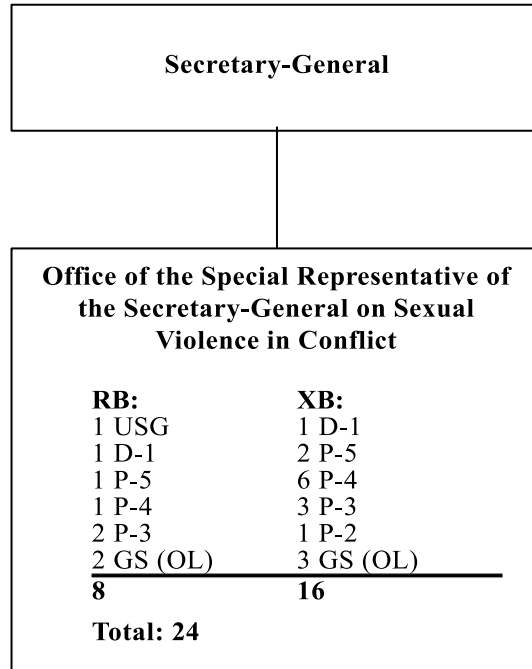 Secretary-General
Office of the Special Representative of
the Secretary-General on Sexual
Violence in Conflict
RB: XB:
1 USG 1 D-1
1 D-1 2 P-5
1 P-5 6 P-4
1 P-4 3 P-3
2 P-3 1 P-2
2 GS (OL) 3 GS (OL)
8 16
Total: 24